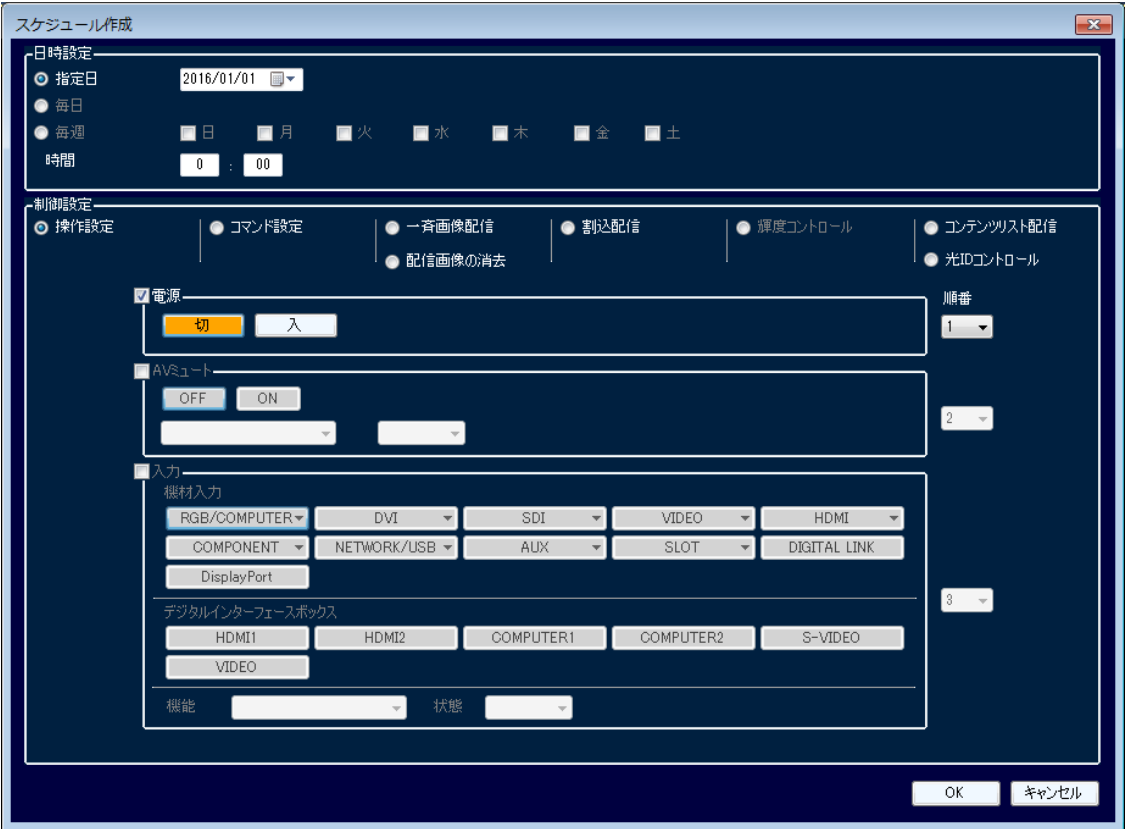 スケジュール作成
日時設定
指定日 2016/01/01
毎日
毎週 日 月 火 水 木 金 土
時間 0 : 00
制御設定
操作設定 コマンド設定 一斉画像配信 割込配信 輝度コントロール コンテンツリスト配信
配信画像の消去 光IDコントロール
電源 順番
切 入 1
AVミュート
OFF ON
2
入力
機材入力
RGB/COMPUTER DVI SDI VIDEO HDMI
COMPONENT NETWORK/USB AUX SLOT DIGITAL LINK
DisplayPort
3
デジタルインターフェースボックス
HDMI1 HDMI2 COMPUTER1 COMPUTER2 S-VIDEO
VIDEO
機能 状態
OK キャンセル